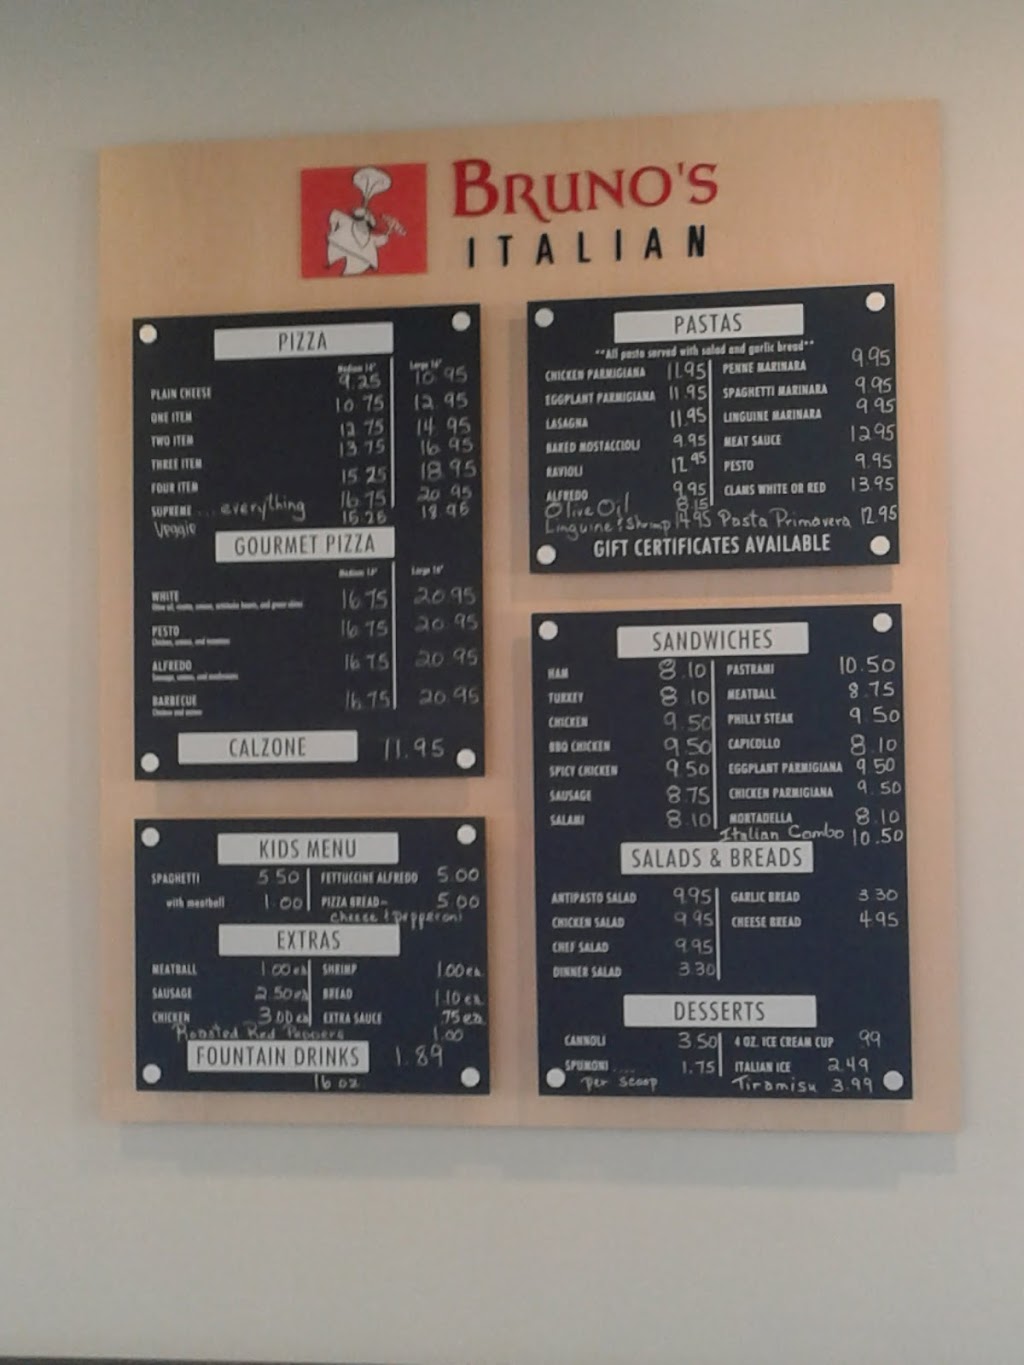 BRUNO'S
ITALIAN
PIZZA
Medium 14" Large 16"
PLAIN CHEESE 9.25 10.95
ONE ITEM 10.75 12.95
TWO ITEM 12.75 14.95
THREE ITEM 13.75 16.95
FOUR ITEM 15.25 18.95
SUPREME ... everything 16.75 20.95
Veggie 15.25 18.95
GOURMET PIZZA
Large 16"
WHITE 16.75 20.95
PESTO 16.75 20.95
ALFREDO 16.75 20.95
BARBECUE 16.75 20.95
CALZONE 11.95
KIDS MENU
SPAGHETTI 5.50 FETTUCCINE ALFREDO 5.00
with meatball 1.00 PIZZA BREAD- 5.00
cheese & pepperoni
EXTRAS
MEATBALL 1.00 ea SHRIMP 1.00 ea.
SAUSAGE 2.50 ea BREAD 1.10 ea
CHICKEN 3.00 ea EXTRA SAUCE .75 ea
Roasted Red Peppers 1.00
FOUNTAIN DRINKS 1.89
16 oz
PASTAS
**All pasta served with salad and garlic bread**
CHICKEN PARMIGIANA 11.95 PENNE MARINARA 9.95
EGGPLANT PARMIGIANA 11.95 SPAGHETTI MARINARA 9.95
LASAGNA 11.95 LINGUINE MARINARA 9.95
BAKED MOSTACCIOLI 9.95 MEAT SAUCE 12.95
RAVIOLI 12.95 PESTO 9.95
ALFREDO 9.95 CLAMS WHITE OR RED 13.95
Olive Oil 8.15
Linguine & Shrimp 14.95 Pasta Primavera 12.95
GIFT CERTIFICATES AVAILABLE
SANDWICHES
HAM 8.10 PASTRAMI 10.50
TURKEY 8.10 MEATBALL 8.75
CHICKEN 9.50 PHILLY STEAK 9.50
BBQ CHICKEN 9.50 CAPICOLLO 8.10
SPICY CHICKEN 9.50 EGGPLANT PARMIGIANA 9.50
SAUSAGE 8.75 CHICKEN PARMIGIANA 9.50
SALAMI 8.10 MORTADELLA 8.10
Italian Combo 10.50
SALADS & BREADS
ANTIPASTO SALAD 9.95 GARLIC BREAD 3.30
CHICKEN SALAD 9.95 CHEESE BREAD 4.95
CHEF SALAD 9.95
DINNER SALAD 3.30
DESSERTS
CANNOLI 3.50 4 OZ. ICE CREAM CUP .99
SPUMONI .... 1.75 ITALIAN ICE 2.49
per scoop Tiramisu 3.99